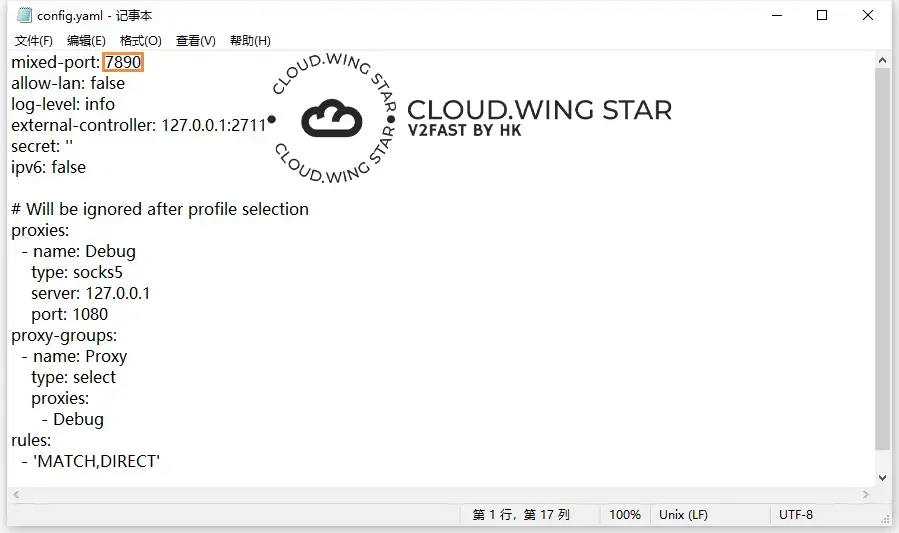 config.yaml - 记事本
文件(F) 编辑(E) 格式(O) 查看(V) 帮助(H)
mixed-port: 7890
allow-lan: false
log-level: info
external-controller: 127.0.0.1:2711
secret: ''
ipv6: false
CLOUD.WING STAR
CLOUD.WING STAR
CLOUD.WING STAR
V2FAST BY HK
# Will be ignored after profile selection
proxies:
- name: Debug
type: socks5
server: 127.0.0.1
port: 1080
proxy-groups:
- name: Proxy
type: select
proxies:
- Debug
rules:
- 'MATCH,DIRECT'
第 1 行，第 17 列 100% Unix (LF) UTF-8